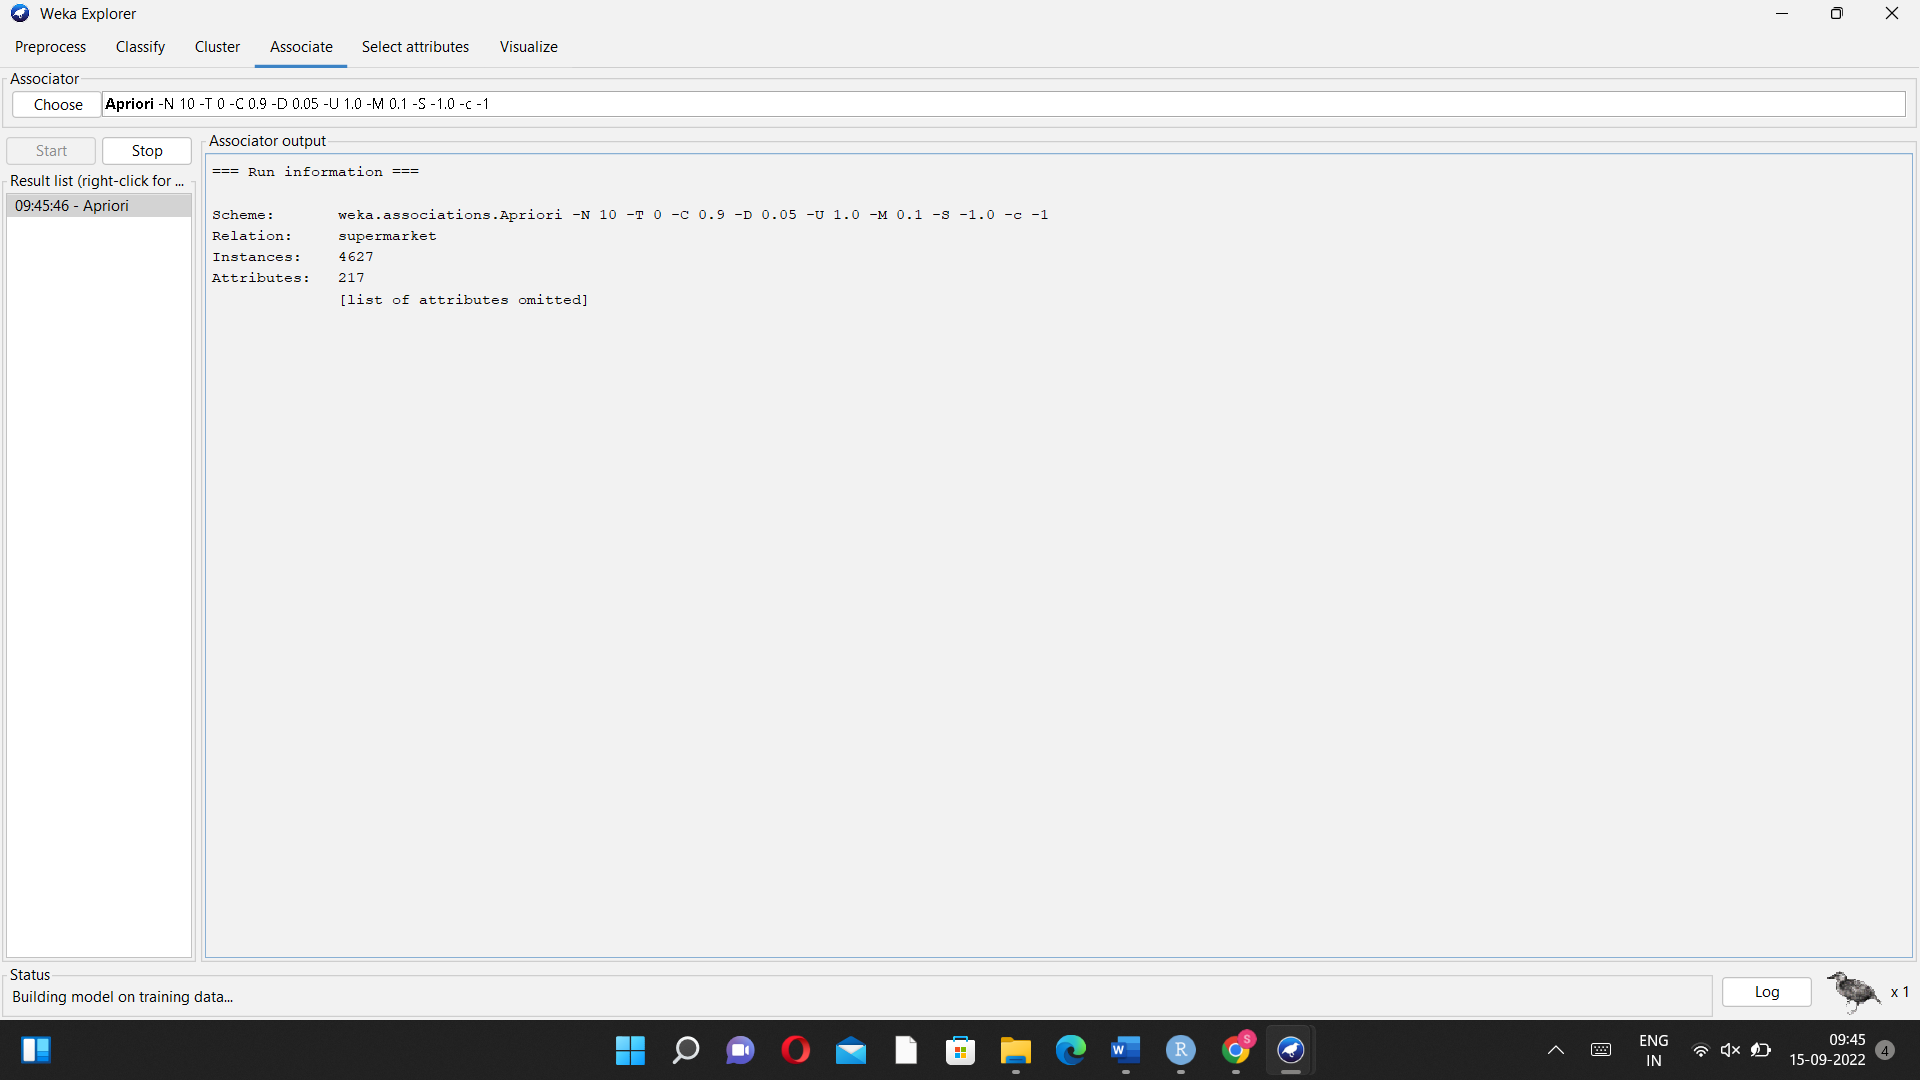 Weka Explorer
Preprocess Classify Cluster Associate Select attributes Visualize
Associator
Choose Apriori -N 10 -T 0 -C 0.9 -D 0.05 -U 1.0 -M 0.1 -S -1.0 -c -1
Start Stop
Result list (right-click for ...
09:45:46 - Apriori
Associator output
=== Run information ===
Scheme: weka.associations.Apriori -N 10 -T 0 -C 0.9 -D 0.05 -U 1.0 -M 0.1 -S -1.0 -c -1
Relation: supermarket
Instances: 4627
Attributes: 217
[list of attributes omitted]
Status
Building model on training data...
Log
x 1
W
R
S
ENG
IN
09:45
15-09-2022
4